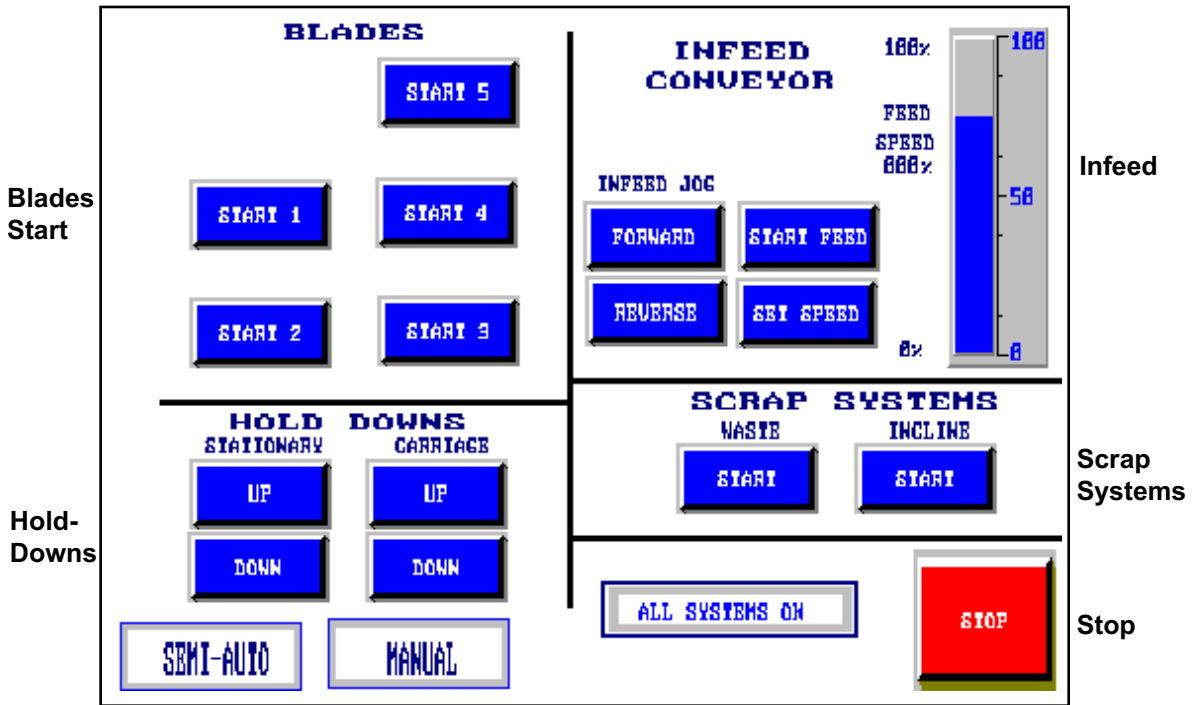 Blades
Start
BLADES
START 5
START 1
START 4
START 2
START 3
INFEED
CONVEYOR
100%
FEED
SPEED
000%
0%
100
50
0
INFEED JOG
FORWARD
START FEED
REVERSE
SET SPEED
Infeed
Hold-
Downs
HOLD DOWNS
STATIONARY
CARRIAGE
UP
UP
DOWN
DOWN
SEMI-AUTO
MANUAL
SCRAP SYSTEMS
WASTE
INCLINE
START
START
Scrap
Systems
ALL SYSTEMS ON
STOP
Stop